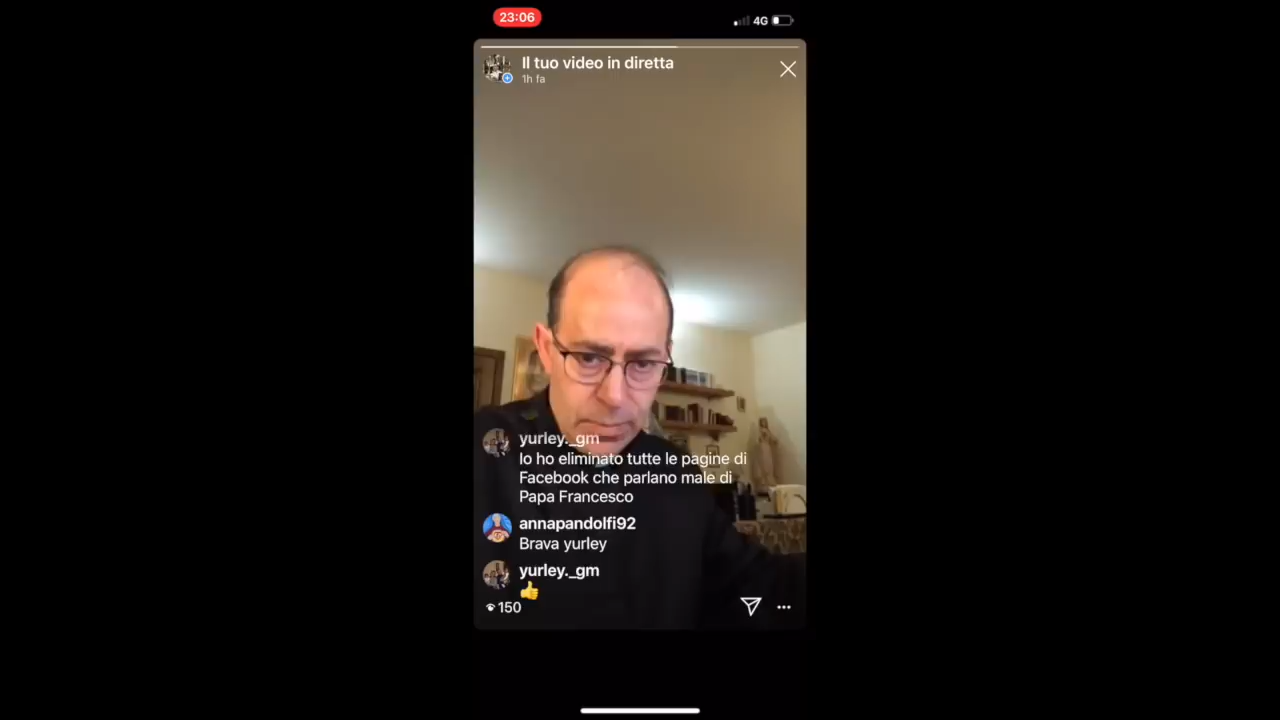 23:06
4G
Il tuo video in diretta
1h fa
yurley._gm
Io ho eliminato tutte le pagine di
Facebook che parlano male di
Papa Francesco
annapandolfi92
Brava yurley
yurley._gm
👍
150